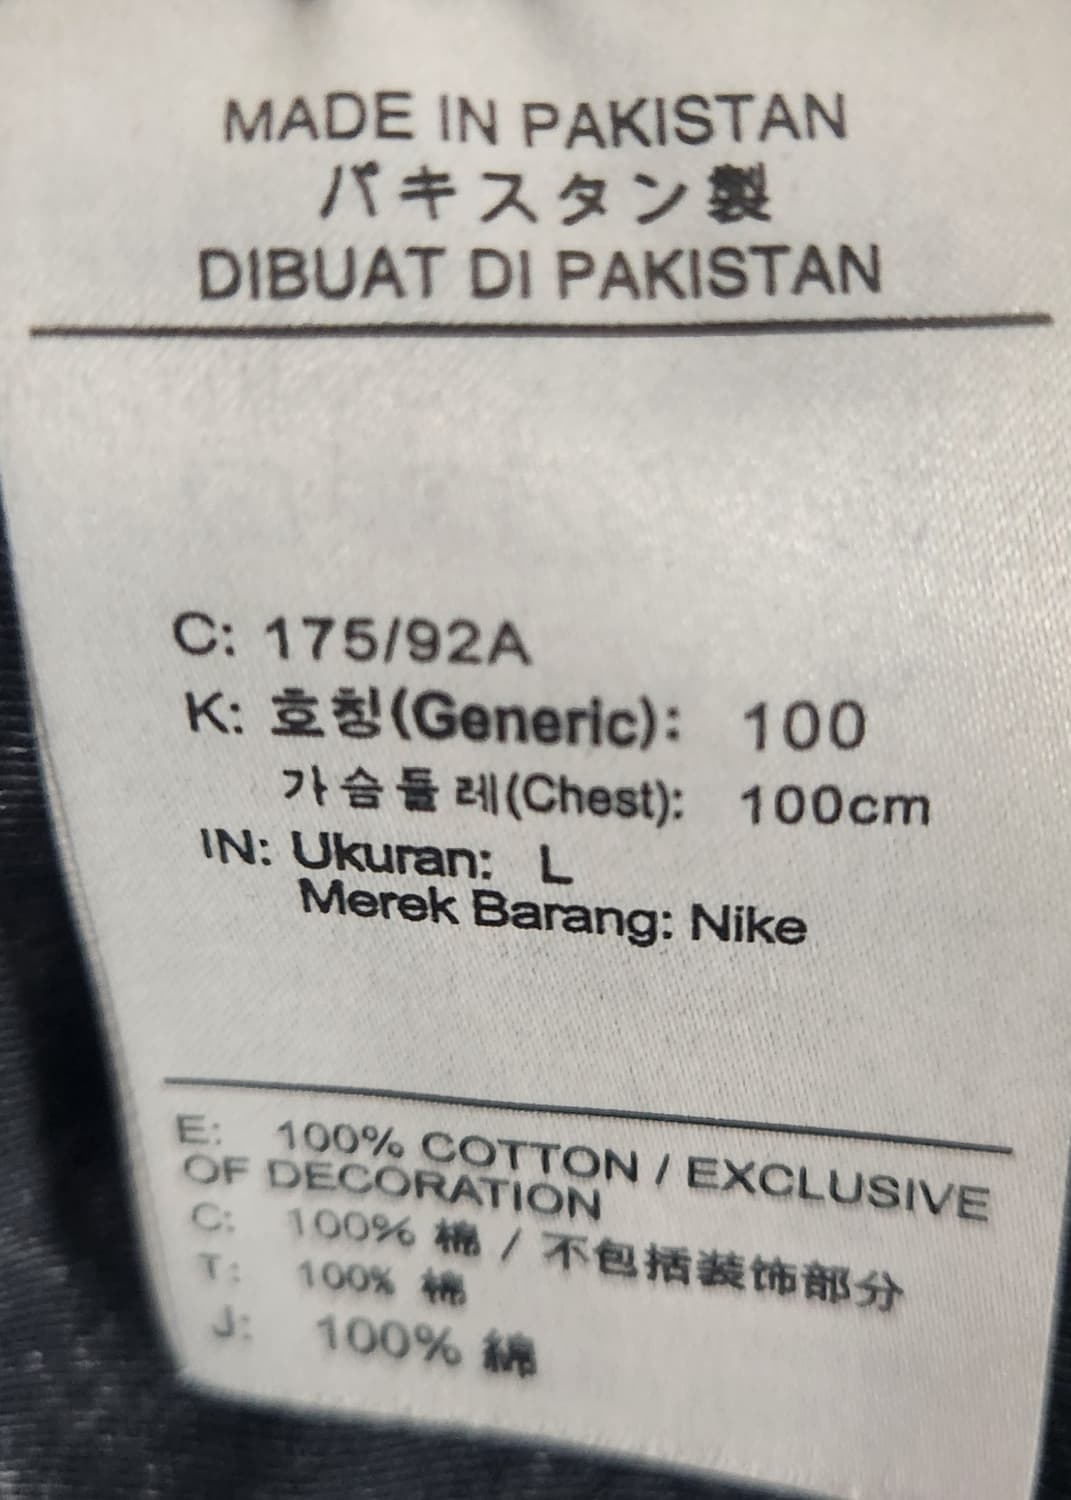 MADE IN PAKISTAN
パキスタン製
DIBUAT DI PAKISTAN
C: 175/92A
K: 호칭(Generic): 100
가슴둘레(Chest): 100cm
IN: Ukuran: L
Merek Barang: Nike
E: 100% COTTON / EXCLUSIVE
OF DECORATION
C: 100% 棉 / 不包括装饰部分
T: 100% 棉
J: 100% 綿